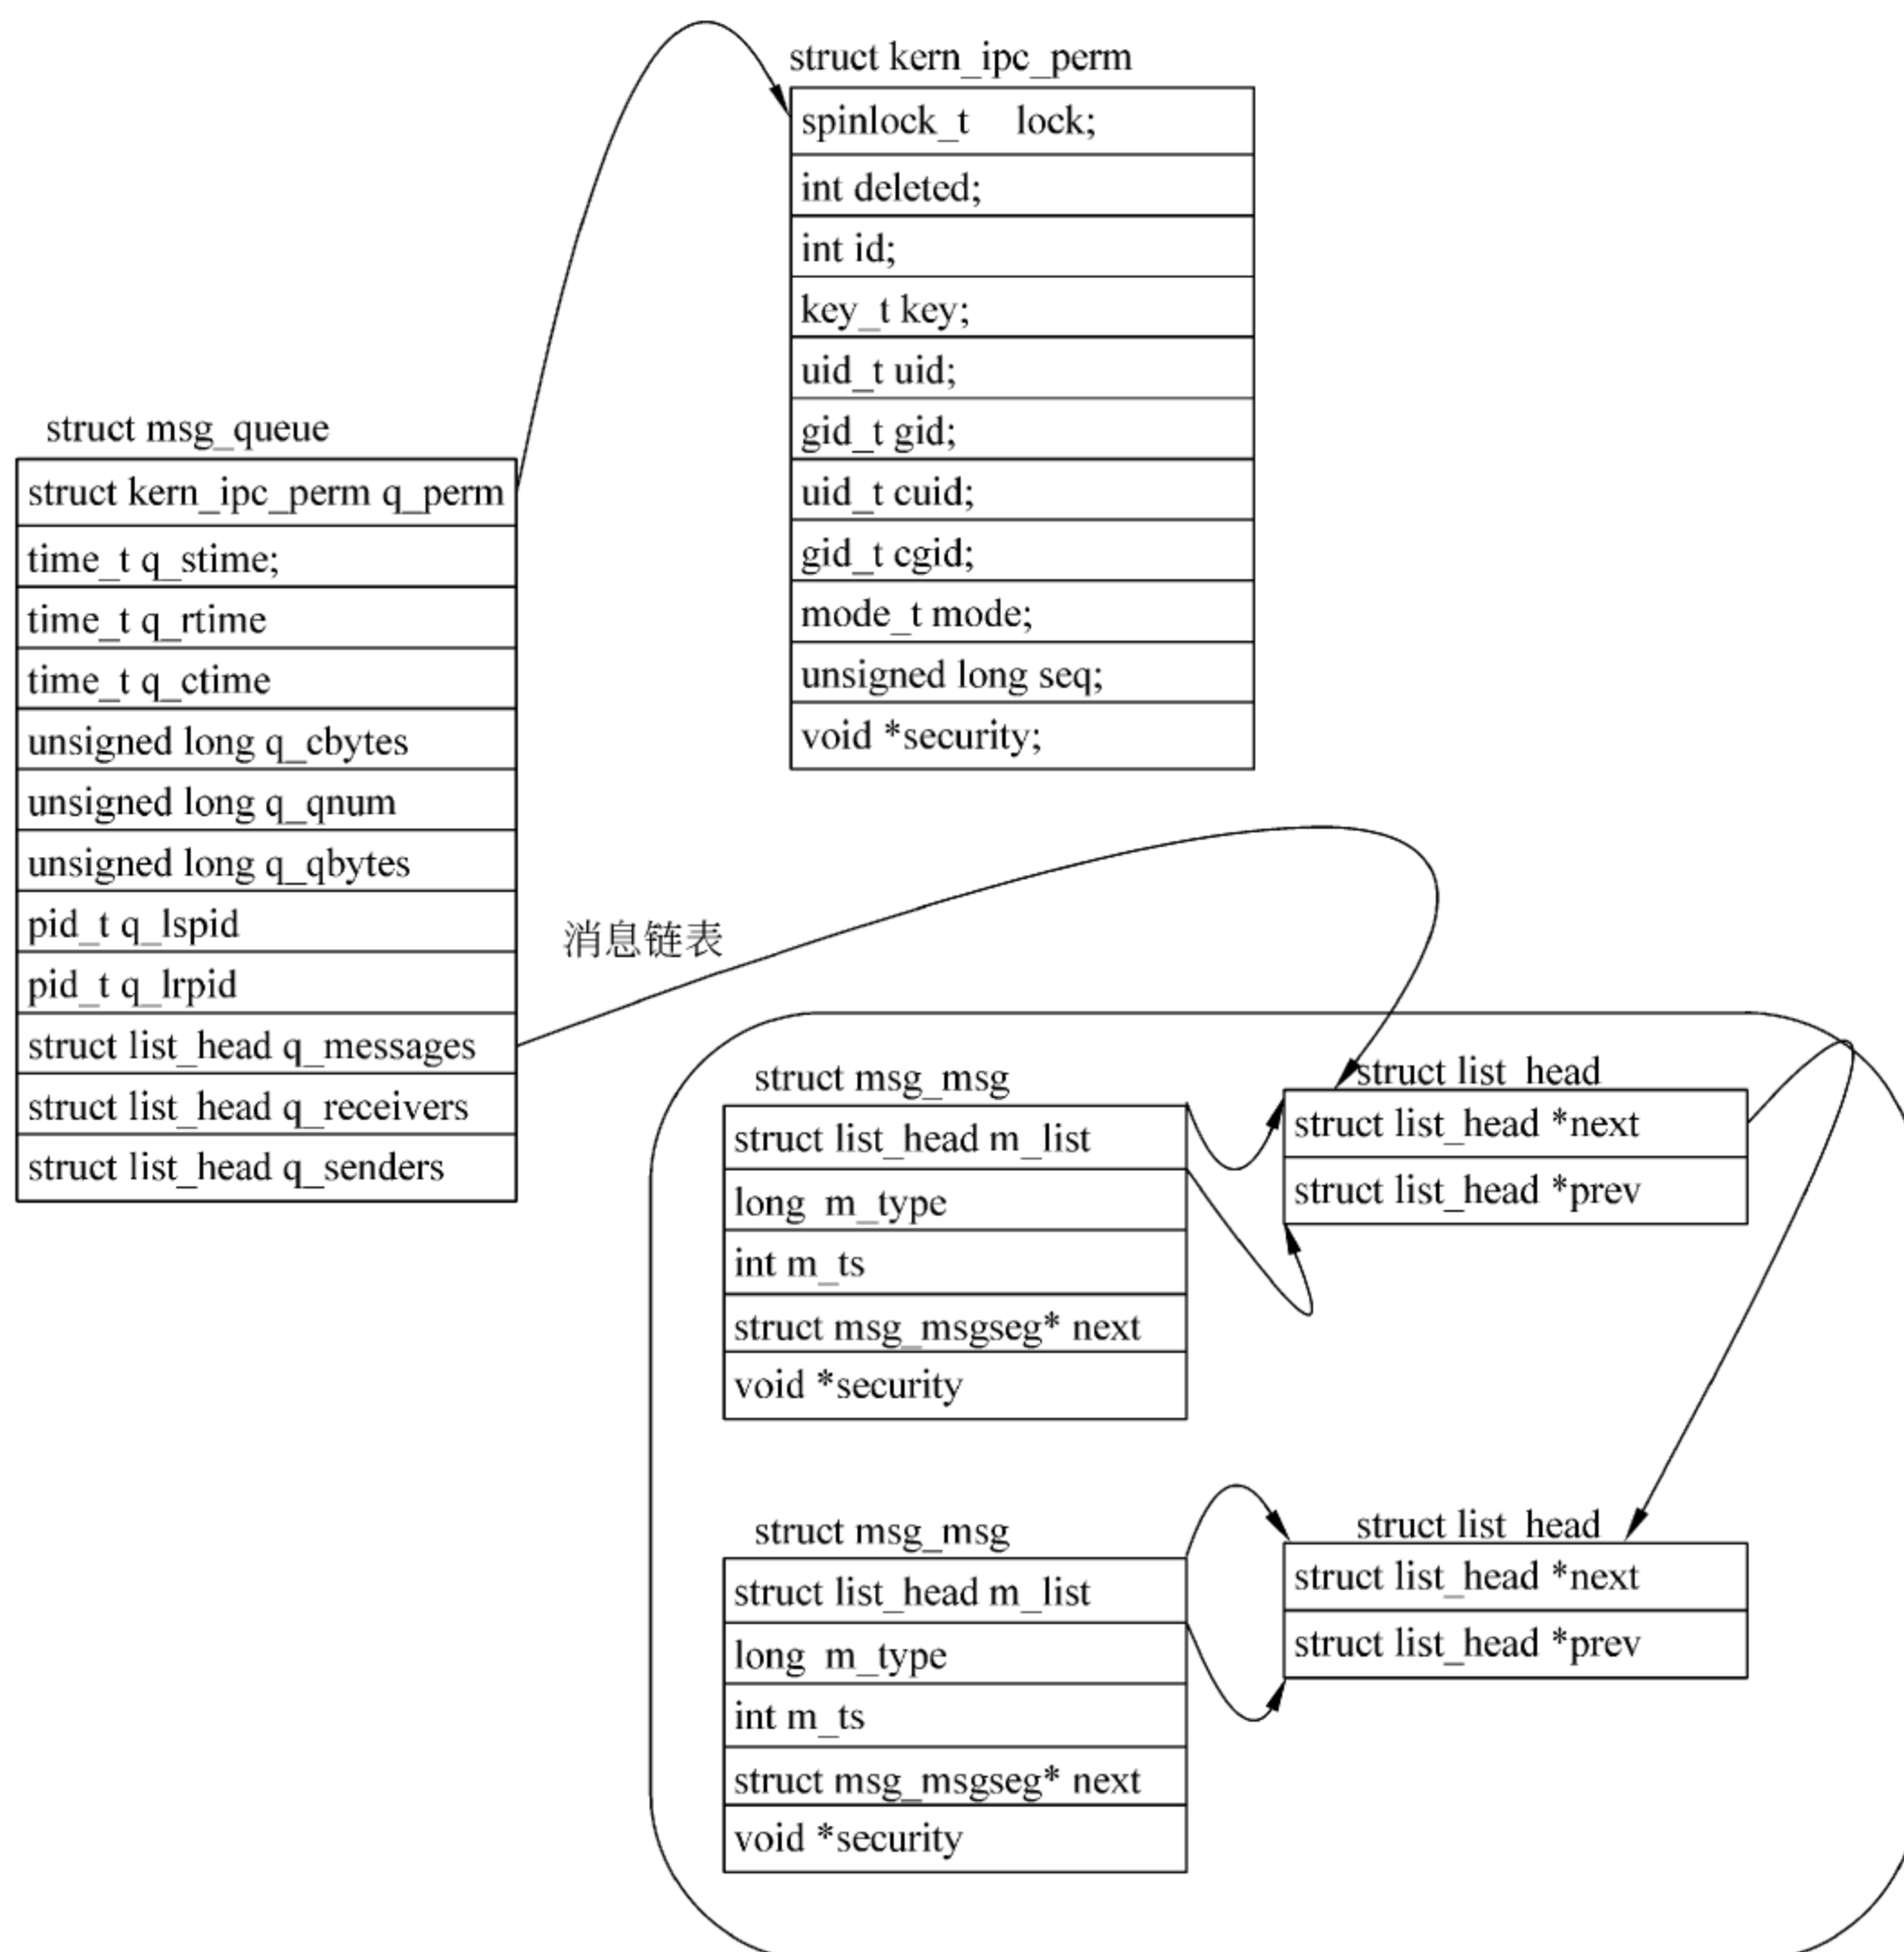 struct kern_ipc_perm
spinlock_t lock;
int deleted;
int id;
key_t key;
uid_t uid;
gid_t gid;
uid_t cuid;
gid_t cgid;
mode_t mode;
unsigned long seq;
void *security;
struct msg_queue
struct kern_ipc_perm q_perm
time_t q_stime;
time_t q_rtime
time_t q_ctime
unsigned long q_cbytes
unsigned long q_qnum
unsigned long q_qbytes
pid_t q_lspid
pid_t q_lrpid
struct list_head q_messages
struct list_head q_receivers
struct list_head q_senders
消息链表
struct msg_msg
struct list_head m_list
long m_type
int m_ts
struct msg_msgseg* next
void *security
struct list_head
struct list_head *next
struct list_head *prev
struct msg_msg
struct list_head m_list
long m_type
int m_ts
struct msg_msgseg* next
void *security
struct list_head
struct list_head *next
struct list_head *prev